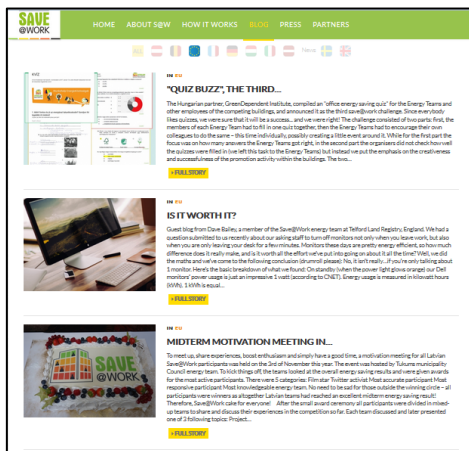 SAVE
@WORK
HOME ABOUT S@W HOW IT WORKS BLOG PRESS PARTNERS
IN EN
"QUIZ BUZZ", THE THIRD...
The Hungarian partner, GreenDependent Institute, compiled an "office energy saving quiz" for the Energy Teams and
other employees of the competing buildings, and announced it as the third save@work challenge. Since everybody
likes quizzes, we were sure that it will be a success... and we were right! The challenge consisted of two parts: first, the
members of each Energy Team had to fill in one quiz together, then the Energy Teams had to encourage their own
colleagues to do the same – this time individually, possibly creating a little event around it. While for the first part the
focus was on how many answers the Energy Teams got right, in the second part the organisers did not check how well
the quizzes were filled in (we left this task to the Energy Teams) but instead we put the emphasis on the creativeness
and successfulness of the promotion activity within the buildings. The two...
» FULL STORY
IN EN
IS IT WORTH IT?
Guest blog from Dave Bailey, a member of the Save@Work energy team at Telford Land Registry, England. We had a
question submitted to us recently about our asking staff to turn off monitors not only when you leave work, but also
when you are only leaving your desk for a few minutes. Monitors these days are pretty energy efficient, so how much
difference does it really make, and is it worth all the effort we've put into going on about it all the time? Well, we did
the maths and we've come to the following conclusion (drumroll please): No, it isn't really...if you're only talking about
1 monitor. Here's the basic breakdown of what we found: On standby (when the power light glows orange) our Dell
monitors' power usage is just an impressive 1 watt (according to CNET). Energy usage is measured in kilowatt hours
(kWh). 1 kWh is equal...
» FULL STORY
SAVE
@WORK
IN EN
MIDTERM MOTIVATION MEETING IN...
To meet up, share experiences, boost enthusiasm and simply have a good time, a motivation meeting for all Latvian
Save@Work participants was held on the 3rd of November this year. The event was hosted by Tukums municipality
Council energy team. To kick things off, the teams looked at the overall energy saving results and were given awards
for the most active participants. There were 5 categories: Film star Twitter activist Most accurate participant Most
responsive participant Most knowledgeable energy team. No need to be sad for those outside the winning circle – all
participants were winners as altogether Latvian teams had reached an excellent midterm energy saving result!
Therefore, Save@Work cake for everyone! After the small award ceremony all participants were divided in mixed-
up teams to share and discuss their experiences in the competition so far. Each team discussed and later presented
one of 3 following topics: Project...
» FULL STORY